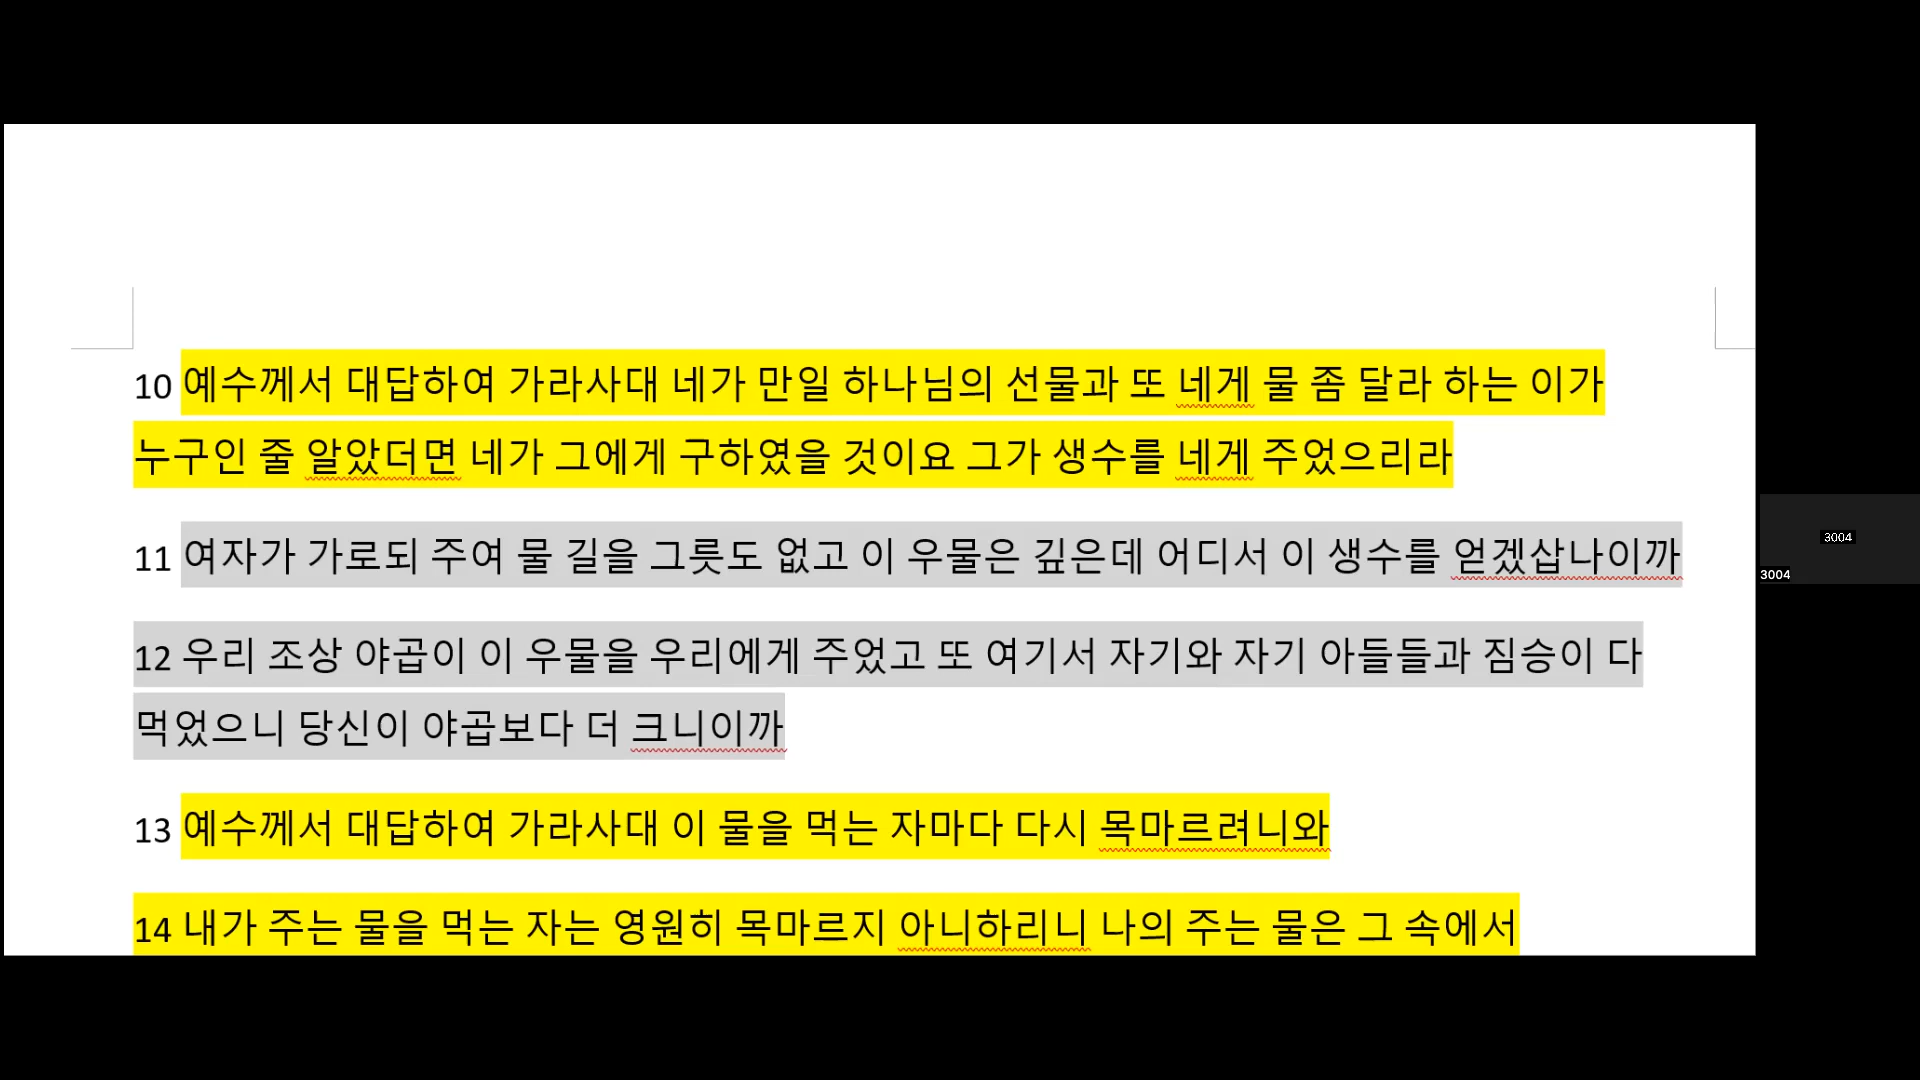 10 예수께서 대답하여 가라사대 네가 만일 하나님의 선물과 또 네게 물 좀 달라 하는 이가
누구인 줄 알았더면 네가 그에게 구하였을 것이요 그가 생수를 네게 주었으리라
11 여자가 가로되 주여 물 길을 그릇도 없고 이 우물은 깊은데 어디서 이 생수를 얻겠삽나이까
12 우리 조상 야곱이 이 우물을 우리에게 주었고 또 여기서 자기와 자기 아들들과 짐승이 다
먹었으니 당신이 야곱보다 더 크니이까
13 예수께서 대답하여 가라사대 이 물을 먹는 자마다 다시 목마르려니와
14 내가 주는 물을 먹는 자는 영원히 목마르지 아니하리니 나의 주는 물은 그 속에서
3004
3004